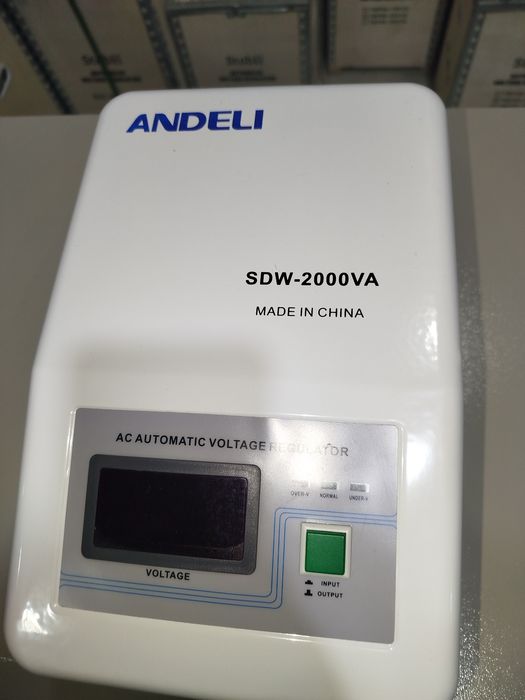 ANDELI
SDW-2000VA
MADE IN CHINA
AC AUTOMATIC VOLTAGE REGULATOR
OVER-V NORMAL UNDER-V
VOLTAGE
INPUT
OUTPUT